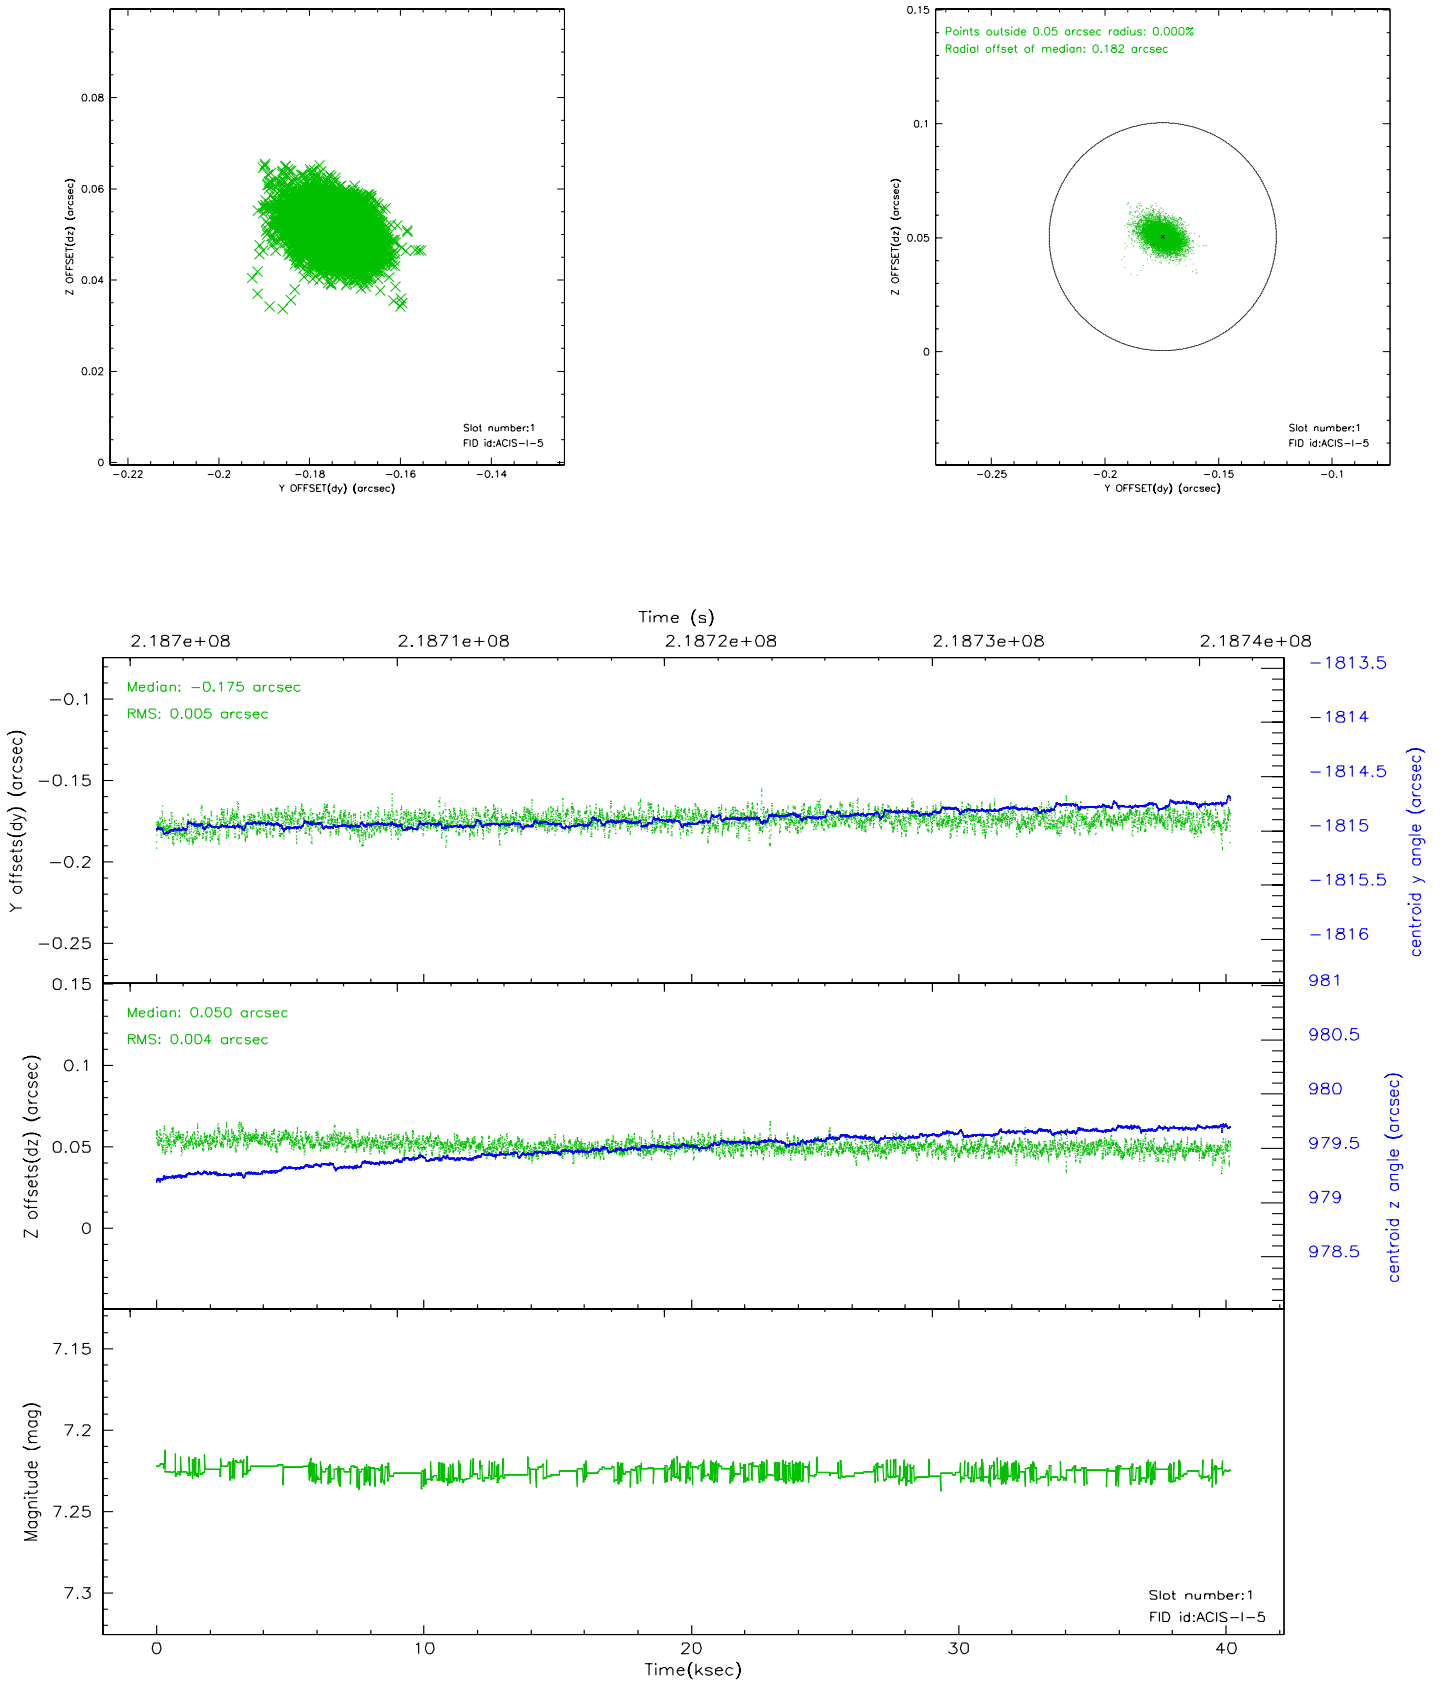 0.08
0.06
0.04
0.02
0
Z OFFSET(dz) (arcsec)
Slot number:1
FID id:ACIS-I-5
-0.22 -0.2 -0.18 -0.16 -0.14
Y OFFSET(dy) (arcsec)
0.15
0.1
0.05
0
Z OFFSET(dz) (arcsec)
Points outside 0.05 arcsec radius: 0.000%
Radial offset of median: 0.182 arcsec
Slot number:1
FID id:ACIS-I-5
-0.25 -0.2 -0.15 -0.1
Y OFFSET(dy) (arcsec)
Time (s)
2.187e+08 2.1871e+08 2.1872e+08 2.1873e+08 2.1874e+08
Median: -0.175 arcsec
RMS: 0.005 arcsec
-0.1
-0.15
-0.2
-0.25
Y offsets(dy) (arcsec)
-1813.5
-1814
-1814.5
-1815
-1815.5
-1816
centroid y angle (arcsec)
Median: 0.050 arcsec
RMS: 0.004 arcsec
0.15
0.1
0.05
0
Z offsets(dz) (arcsec)
981
980.5
980
979.5
979
978.5
centroid z angle (arcsec)
7.15
7.2
7.25
7.3
Magnitude (mag)
Slot number:1
FID id:ACIS-I-5
0 10 20 30 40
Time(ksec)